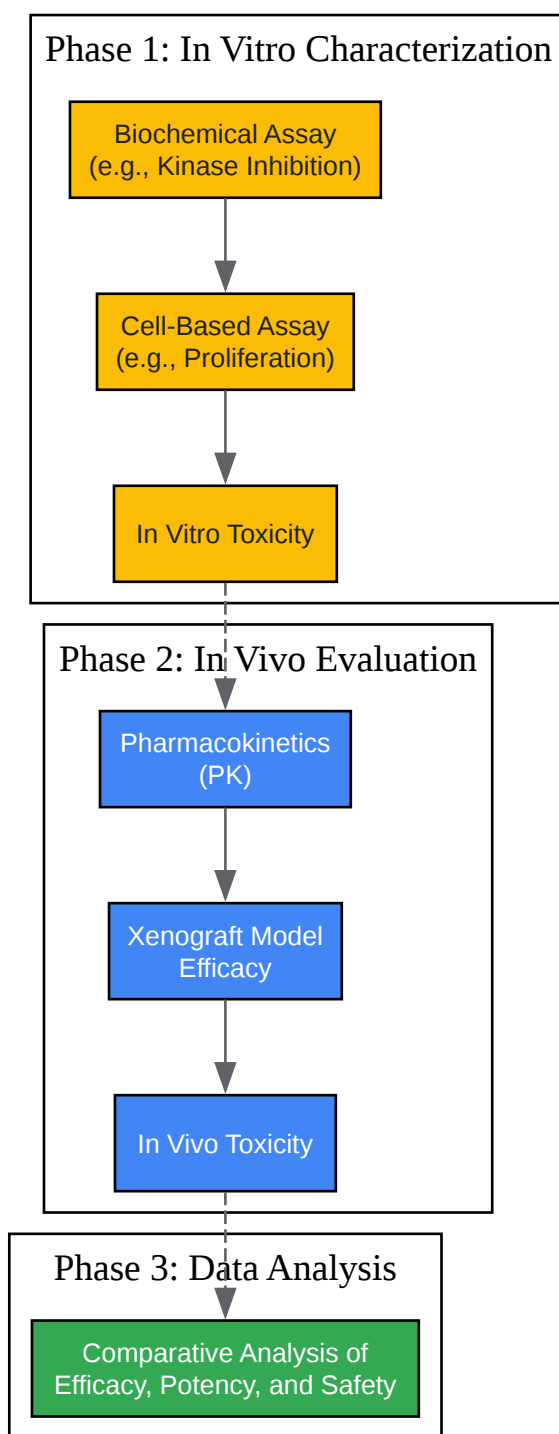 Phase 1: In Vitro Characterization
Biochemical Assay
(e.g., Kinase Inhibition)
Cell-Based Assay
(e.g., Proliferation)
In Vitro Toxicity
Phase 2: In Vivo Evaluation
Pharmacokinetics
(PK)
Xenograft Model
Efficacy
In Vivo Toxicity
Phase 3: Data Analysis
Comparative Analysis of
Efficacy, Potency, and Safety